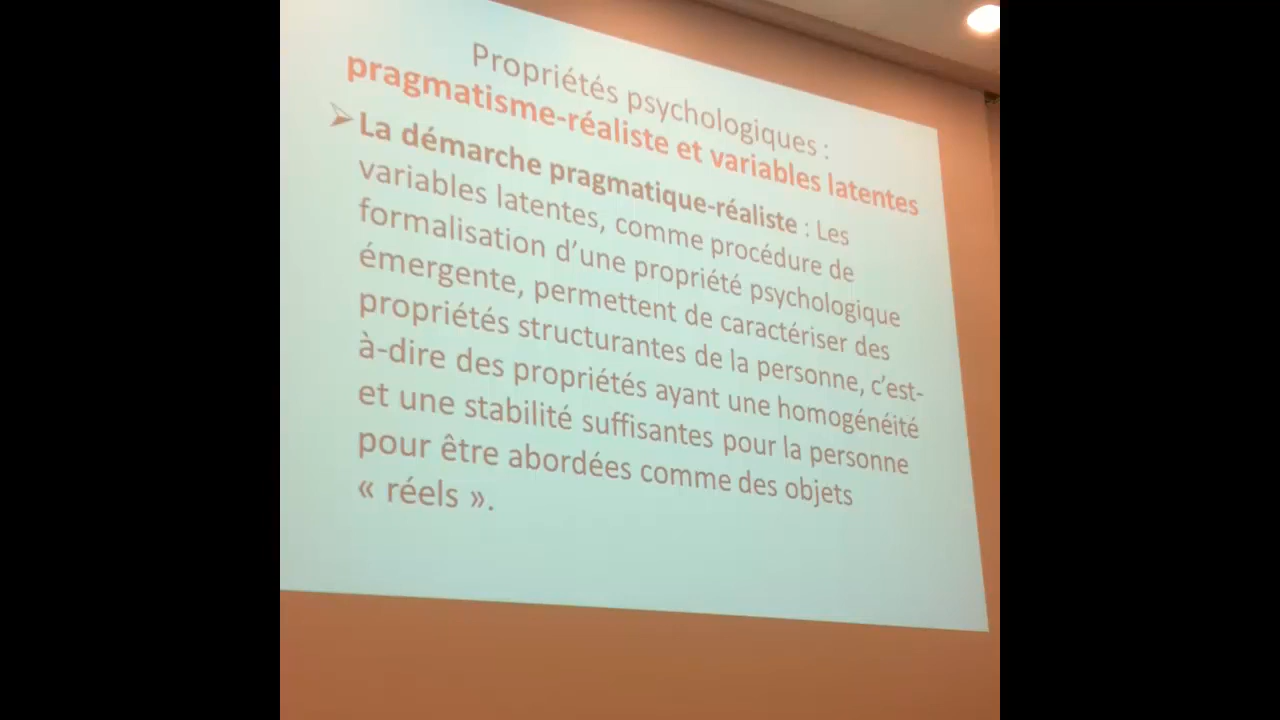 Propriétés psychologiques :
pragmatisme-réaliste et variables latentes
➢La démarche pragmatique-réaliste : Les
variables latentes, comme procédure de
formalisation d’une propriété psychologique
émergente, permettent de caractériser des
propriétés structurantes de la personne, c’est-
à-dire des propriétés ayant une homogénéité
et une stabilité suffisantes pour la personne
pour être abordées comme des objets
« réels ».